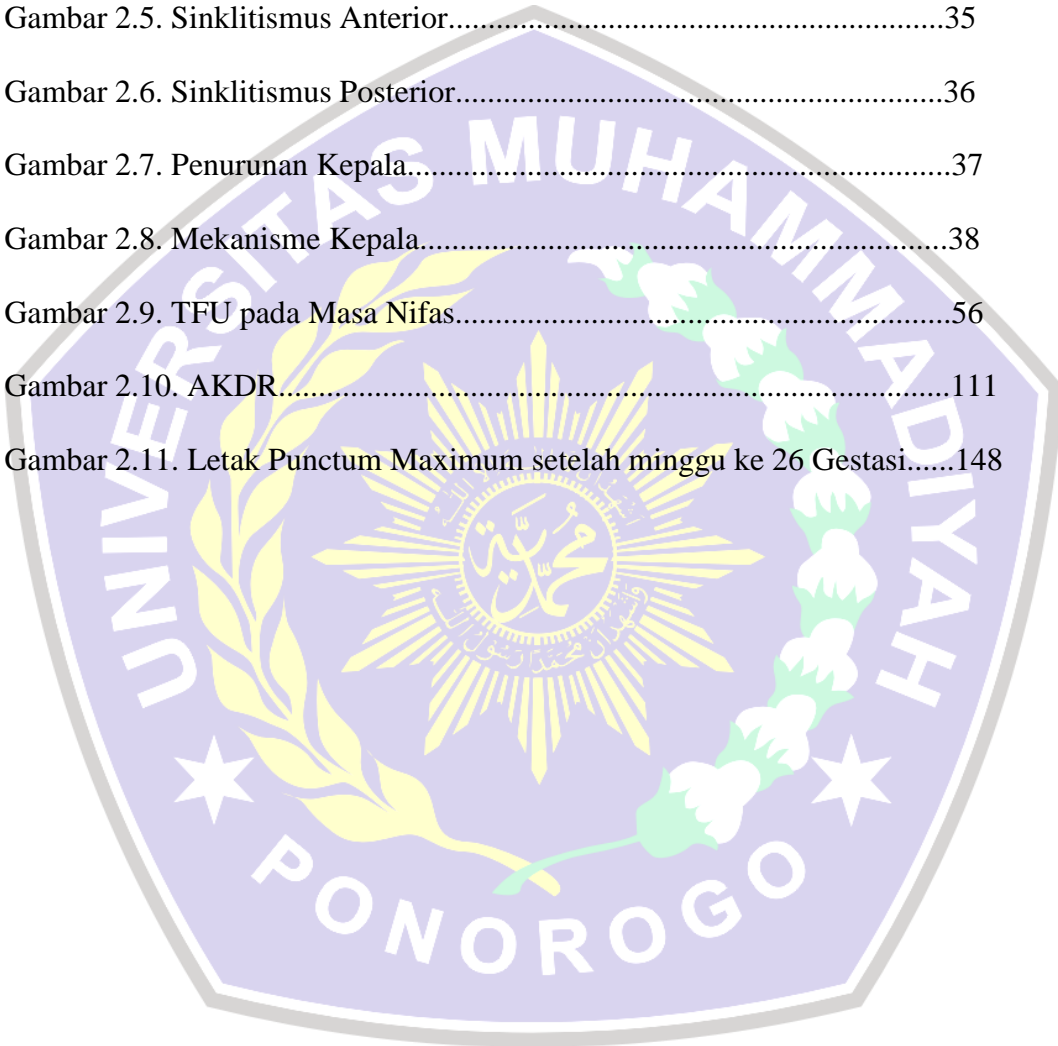 Gambar 2.5. Sinklitismus Anterior............................................................35
Gambar 2.6. Sinklitismus Posterior...........................................................36
Gambar 2.7. Penurunan Kepala..................................................................37
Gambar 2.8. Mekanisme Kepala................................................................38
Gambar 2.9. TFU pada Masa Nifas............................................................56
Gambar 2.10. AKDR.................................................................................111
Gambar 2.11. Letak Punctum Maximum setelah minggu ke 26 Gestasi......148
UNIVERSITAS MUHAMMADIYAH
PONOROGO
محمدية